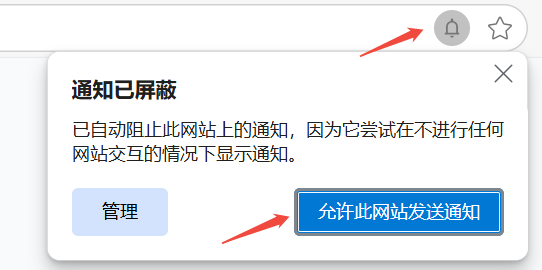 通知已屏蔽
已自动阻止此网站上的通知，因为它尝试在不进行任何
网站交互的情况下显示通知。
管理
允许此网站发送通知